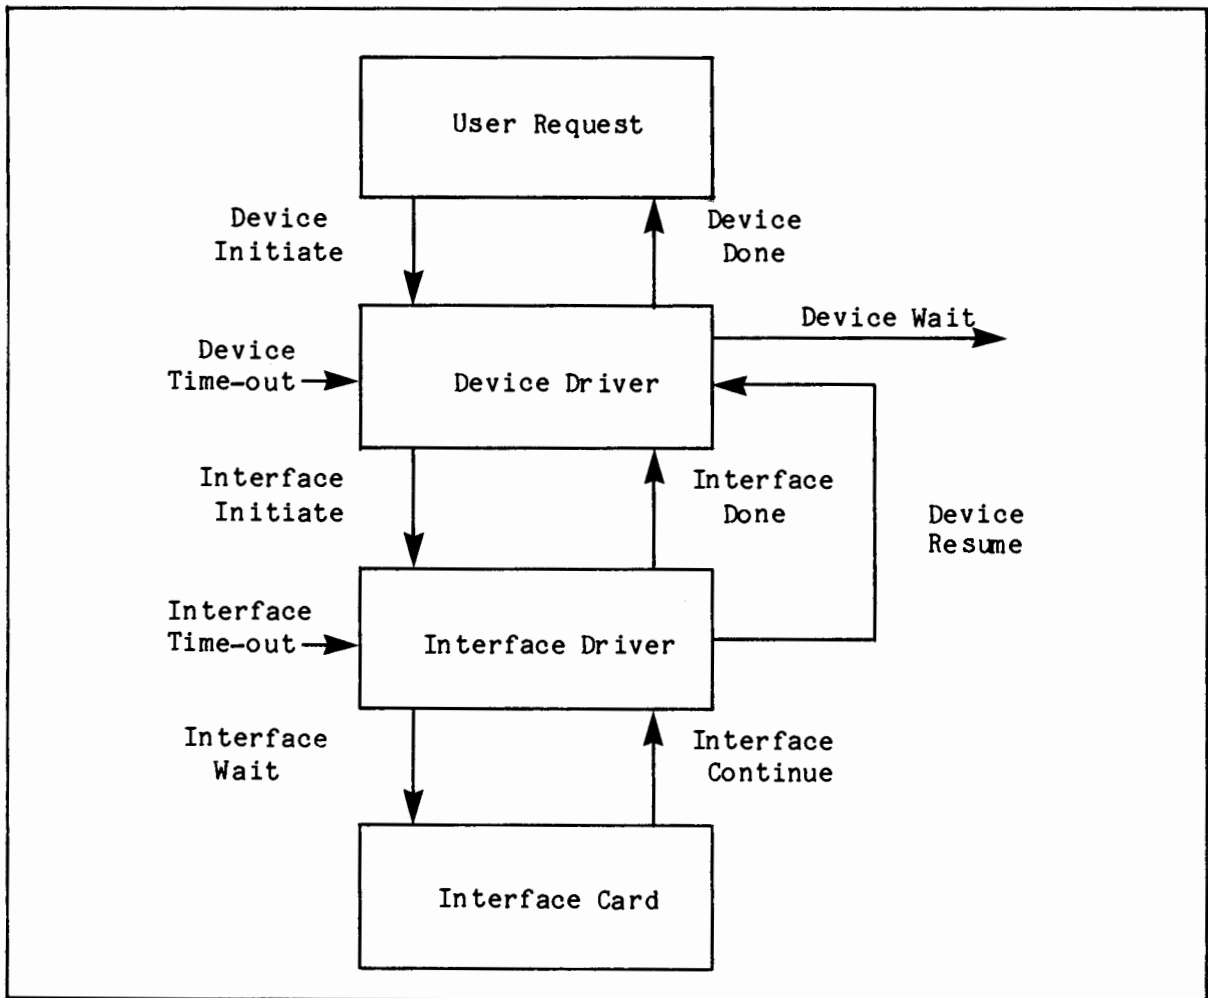 User Request
Device
Initiate
Device
Done
Device Wait
Device
Time-out
Device Driver
Interface
Initiate
Interface
Done
Device
Resume
Interface
Time-out
Interface Driver
Interface
Wait
Interface
Continue
Interface Card